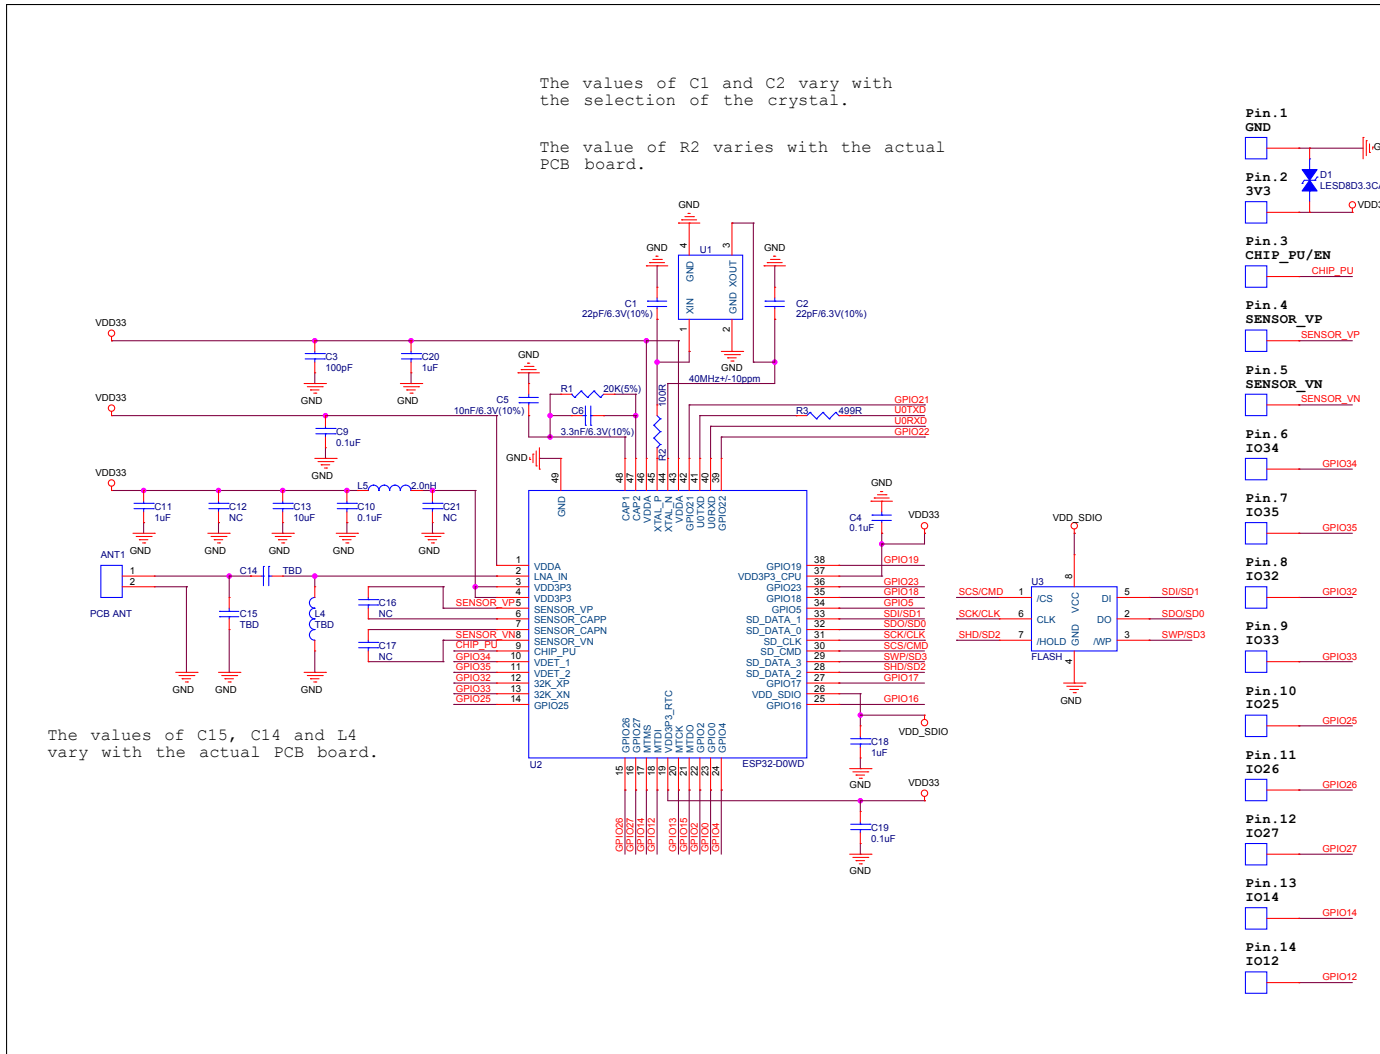 The values of C1 and C2 vary with
the selection of the crystal.
The value of R2 varies with the actual
PCB board.
Pin.1
GND
D1
LESD8D3.3CA
Pin.2
3V3
Pin.3
CHIP_PU/EN
CHIP_PU
Pin.4
SENSOR_VP
SENSOR_VP
Pin.5
SENSOR_VN
SENSOR_VN
Pin.6
IO34
GPIO34
Pin.7
IO35
GPIO35
Pin.8
IO32
GPIO32
Pin.9
IO33
GPIO33
Pin.10
IO25
GPIO25
Pin.11
IO26
GPIO26
Pin.12
IO27
GPIO27
Pin.13
IO14
GPIO14
Pin.14
IO12
GPIO12
GND
GND
U1
GND
4
3
GND XOUT
XIN GND
1
2
GND
C1
22pF/6.3V(10%)
C2
22pF/6.3V(10%)
40MHz+/-10ppm
VDD33
C3
100pF
GND
C20
1uF
GND
VDD33
C9
0.1uF
GND
GND
C5
10nF/6.3V(10%)
R1
20K(5%)
C6
3.3nF/6.3V(10%)
100R
R2
R3
499R
GPIO21
U0TXD
U0RXD
GPIO22
VDD33
L5
2.0nH
C11
1uF
GND
C12
NC
GND
C13
10uF
GND
C10
0.1uF
GND
C21
NC
GND
GND
49
48
47
46
45
44
43
42
41
40
39
GND
CAP1
CAP2
VDDA
XTAL_P
XTAL_N
VDDA
GPIO21
U0TXD
U0RXD
GPIO22
ANT1
1
2
PCB ANT
GND
C14
TBD
C15
TBD
GND
L4
TBD
GND
C16
NC
C17
NC
1 VDDA
2 LNA_IN
3 VDD3P3
4 VDD3P3
SENSOR_VP 5 SENSOR_VP
6 SENSOR_CAPP
7 SENSOR_CAPN
SENSOR_VN 8 SENSOR_VN
CHIP_PU 9 CHIP_PU
GPIO34 10 VDET_1
GPIO35 11 VDET_2
GPIO32 12 32K_XP
GPIO33 13 32K_XN
GPIO25 14 GPIO25
GPIO19 38 GPIO19
VDD3P3_CPU 37
GPIO23 36 GPIO23
GPIO18 35 GPIO18
GPIO5 34 GPIO5
SD_DATA_1 33 SDI/SD1
SD_DATA_0 32 SDO/SD0
SD_CLK 31 SCK/CLK
SD_CMD 30 SCS/CMD
SD_DATA_3 29 SWP/SD3
SD_DATA_2 28 SHD/SD2
GPIO17 27 GPIO17
VDD_SDIO 26
GPIO16 25 GPIO16
GND
C4
0.1uF
VDD33
VDD_SDIO
C18
1uF
GND
VDD33
C19
0.1uF
GND
GPIO26
GPIO27
MTMS
MTDI
VDD3P3_RTC
MTCK
MTDO
GPIO2
GPIO0
GPIO4
U2
ESP32-D0WD
15
16
17
18
19
20
21
22
23
24
GPIO26
GPIO27
GPIO14
GPIO12
GPIO13
GPIO15
GPIO2
GPIO0
GPIO4
VDD_SDIO
8
U3
SCS/CMD 1 /CS
SCK/CLK 6 CLK
SHD/SD2 7 /HOLD
VCC
GND
DI 5 SDI/SD1
DO 2 SDO/SD0
/WP 3 SWP/SD3
FLASH
4
GND
The values of C15, C14 and L4
vary with the actual PCB board.